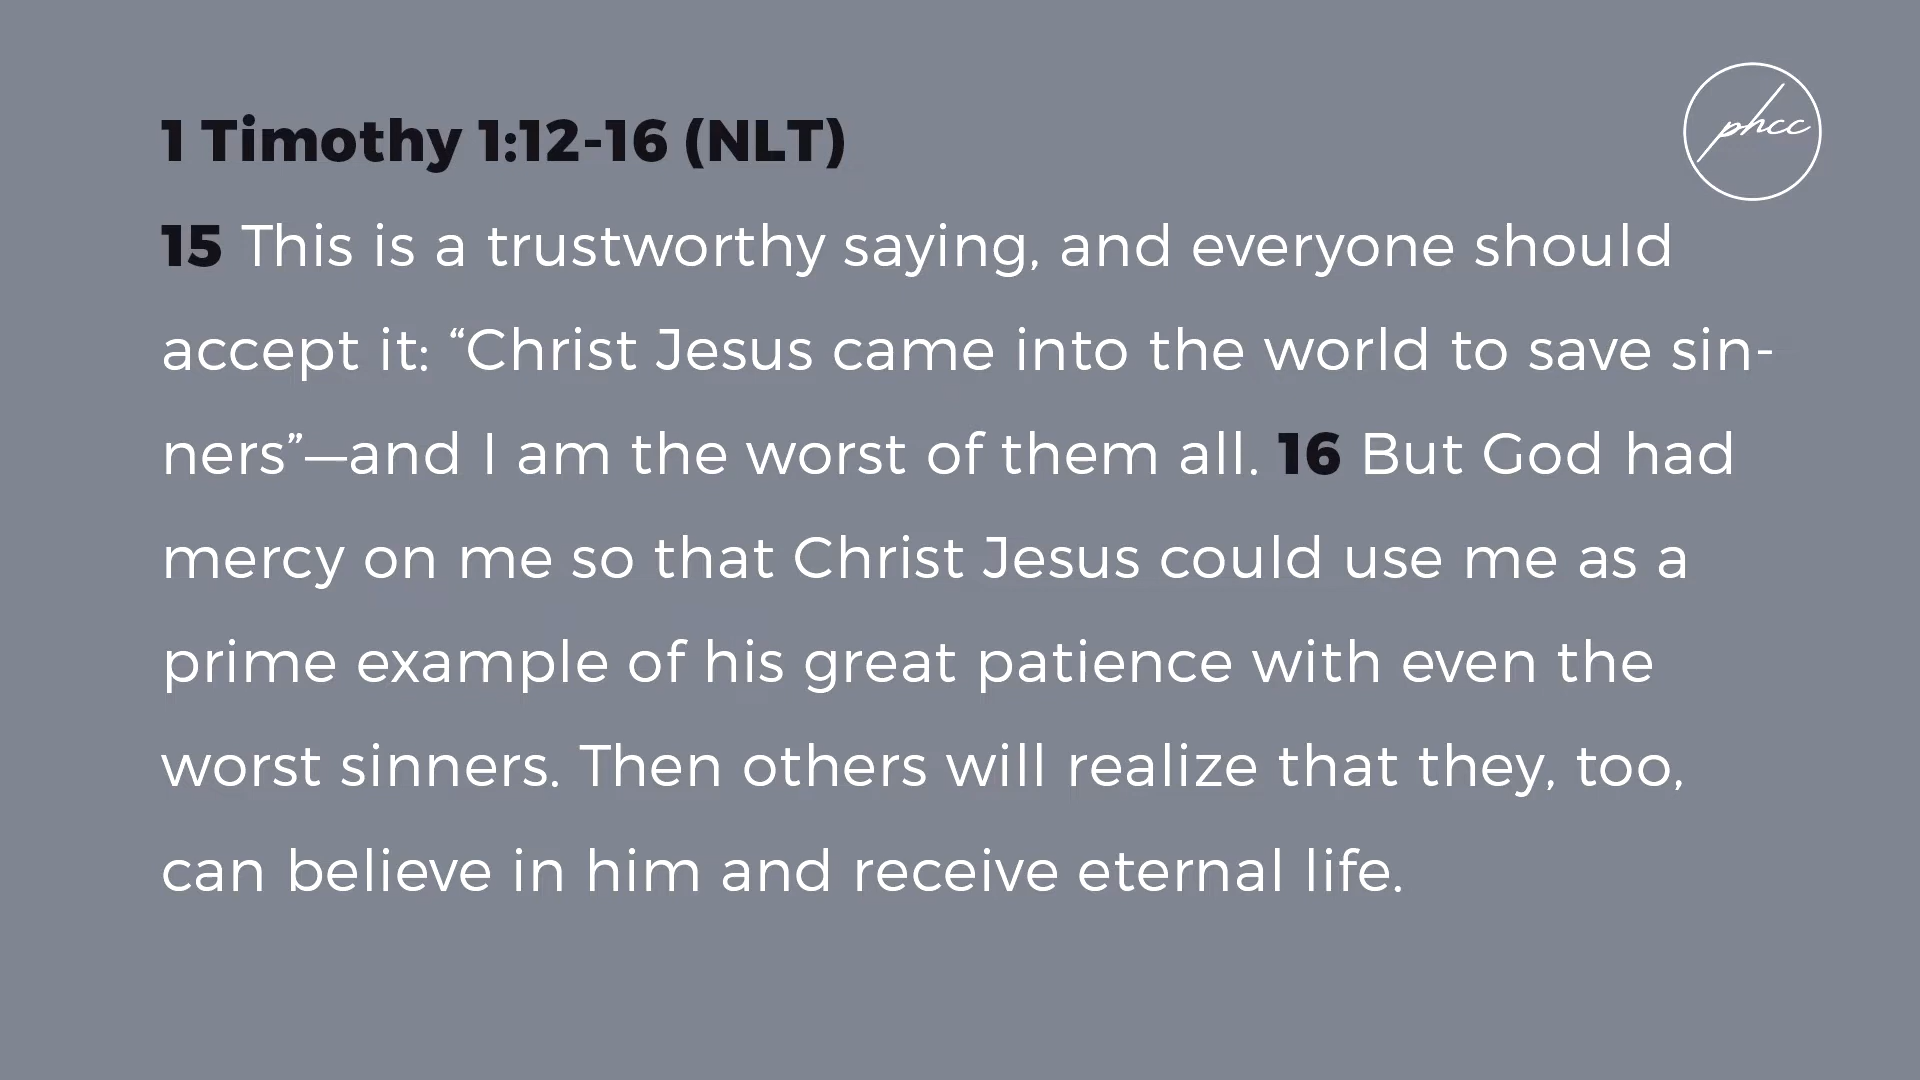 phcc
1 Timothy 1:12-16 (NLT)
15 This is a trustworthy saying, and everyone should
accept it: “Christ Jesus came into the world to save sin-
ners”—and I am the worst of them all. 16 But God had
mercy on me so that Christ Jesus could use me as a
prime example of his great patience with even the
worst sinners. Then others will realize that they, too,
can believe in him and receive eternal life.